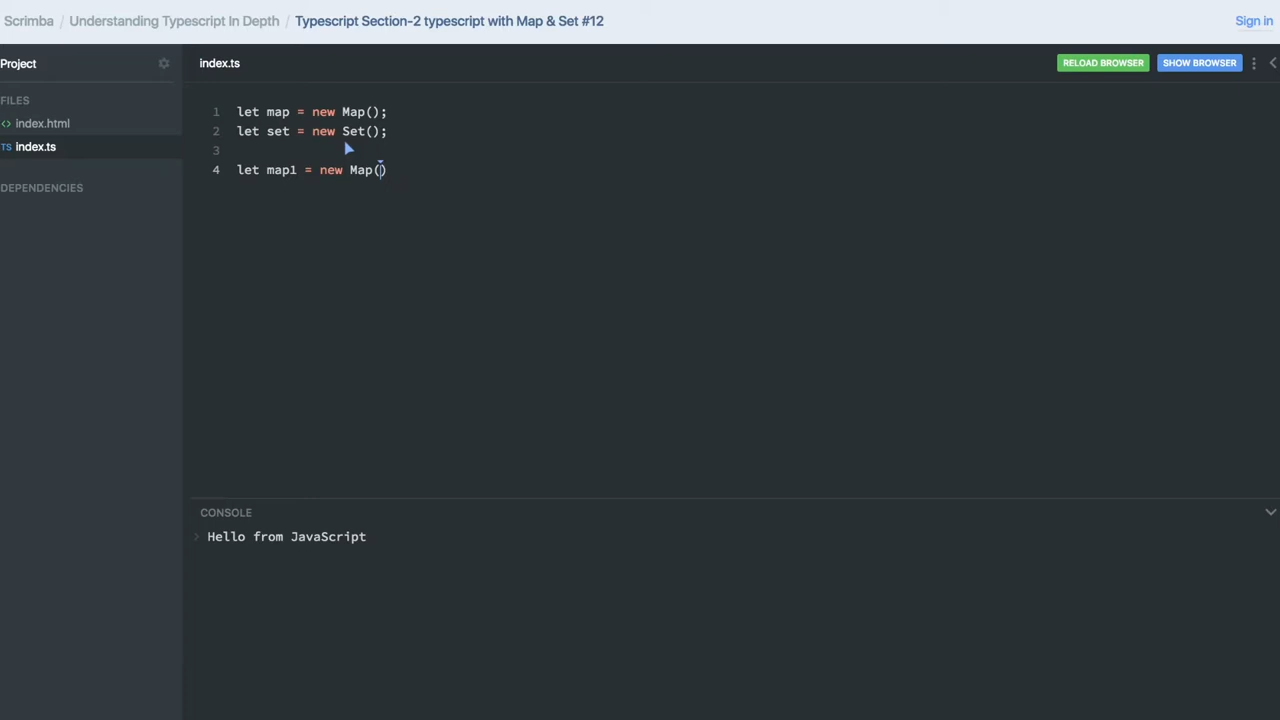 Scrimba / Understanding Typescript In Depth / Typescript Section-2 typescript with Map & Set #12
Sign in
Project
index.ts
RELOAD BROWSER
SHOW BROWSER
FILES
<> index.html
TS index.ts
DEPENDENCIES
1 let map = new Map();
2 let set = new Set();
3
4 let map1 = new Map()
CONSOLE
> Hello from JavaScript